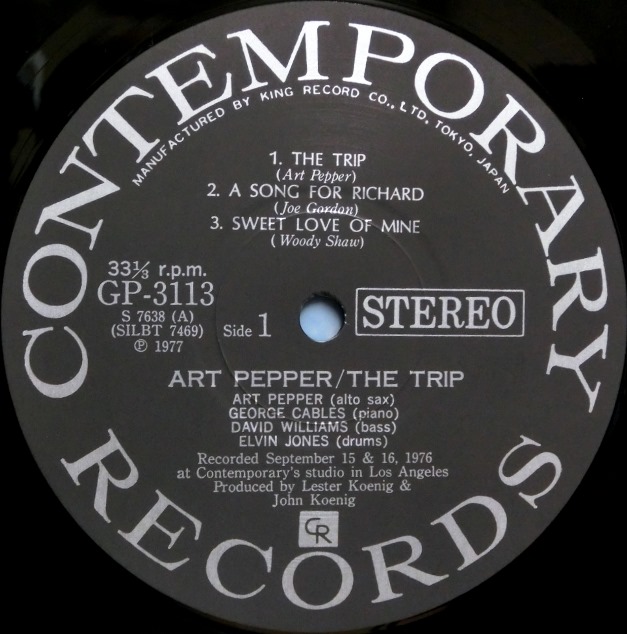 CONTEMPORARY
MANUFACTURED BY KING RECORD CO., LTD, TOKYO, JAPAN
1. THE TRIP
(Art Pepper)
2. A SONG FOR RICHARD
(Joe Gordon)
3. SWEET LOVE OF MINE
(Woody Shaw)
33⅓ r.p.m.
GP-3113
S 7638 (A)
(SILBT 7469)
℗ 1977
Side 1
STEREO
ART PEPPER/THE TRIP
ART PEPPER (alto sax)
GEORGE CABLES (piano)
DAVID WILLIAMS (bass)
ELVIN JONES (drums)
Recorded September 15 & 16, 1976
at Contemporary's studio in Los Angeles
Produced by Lester Koenig &
John Koenig
CR
RECORDS